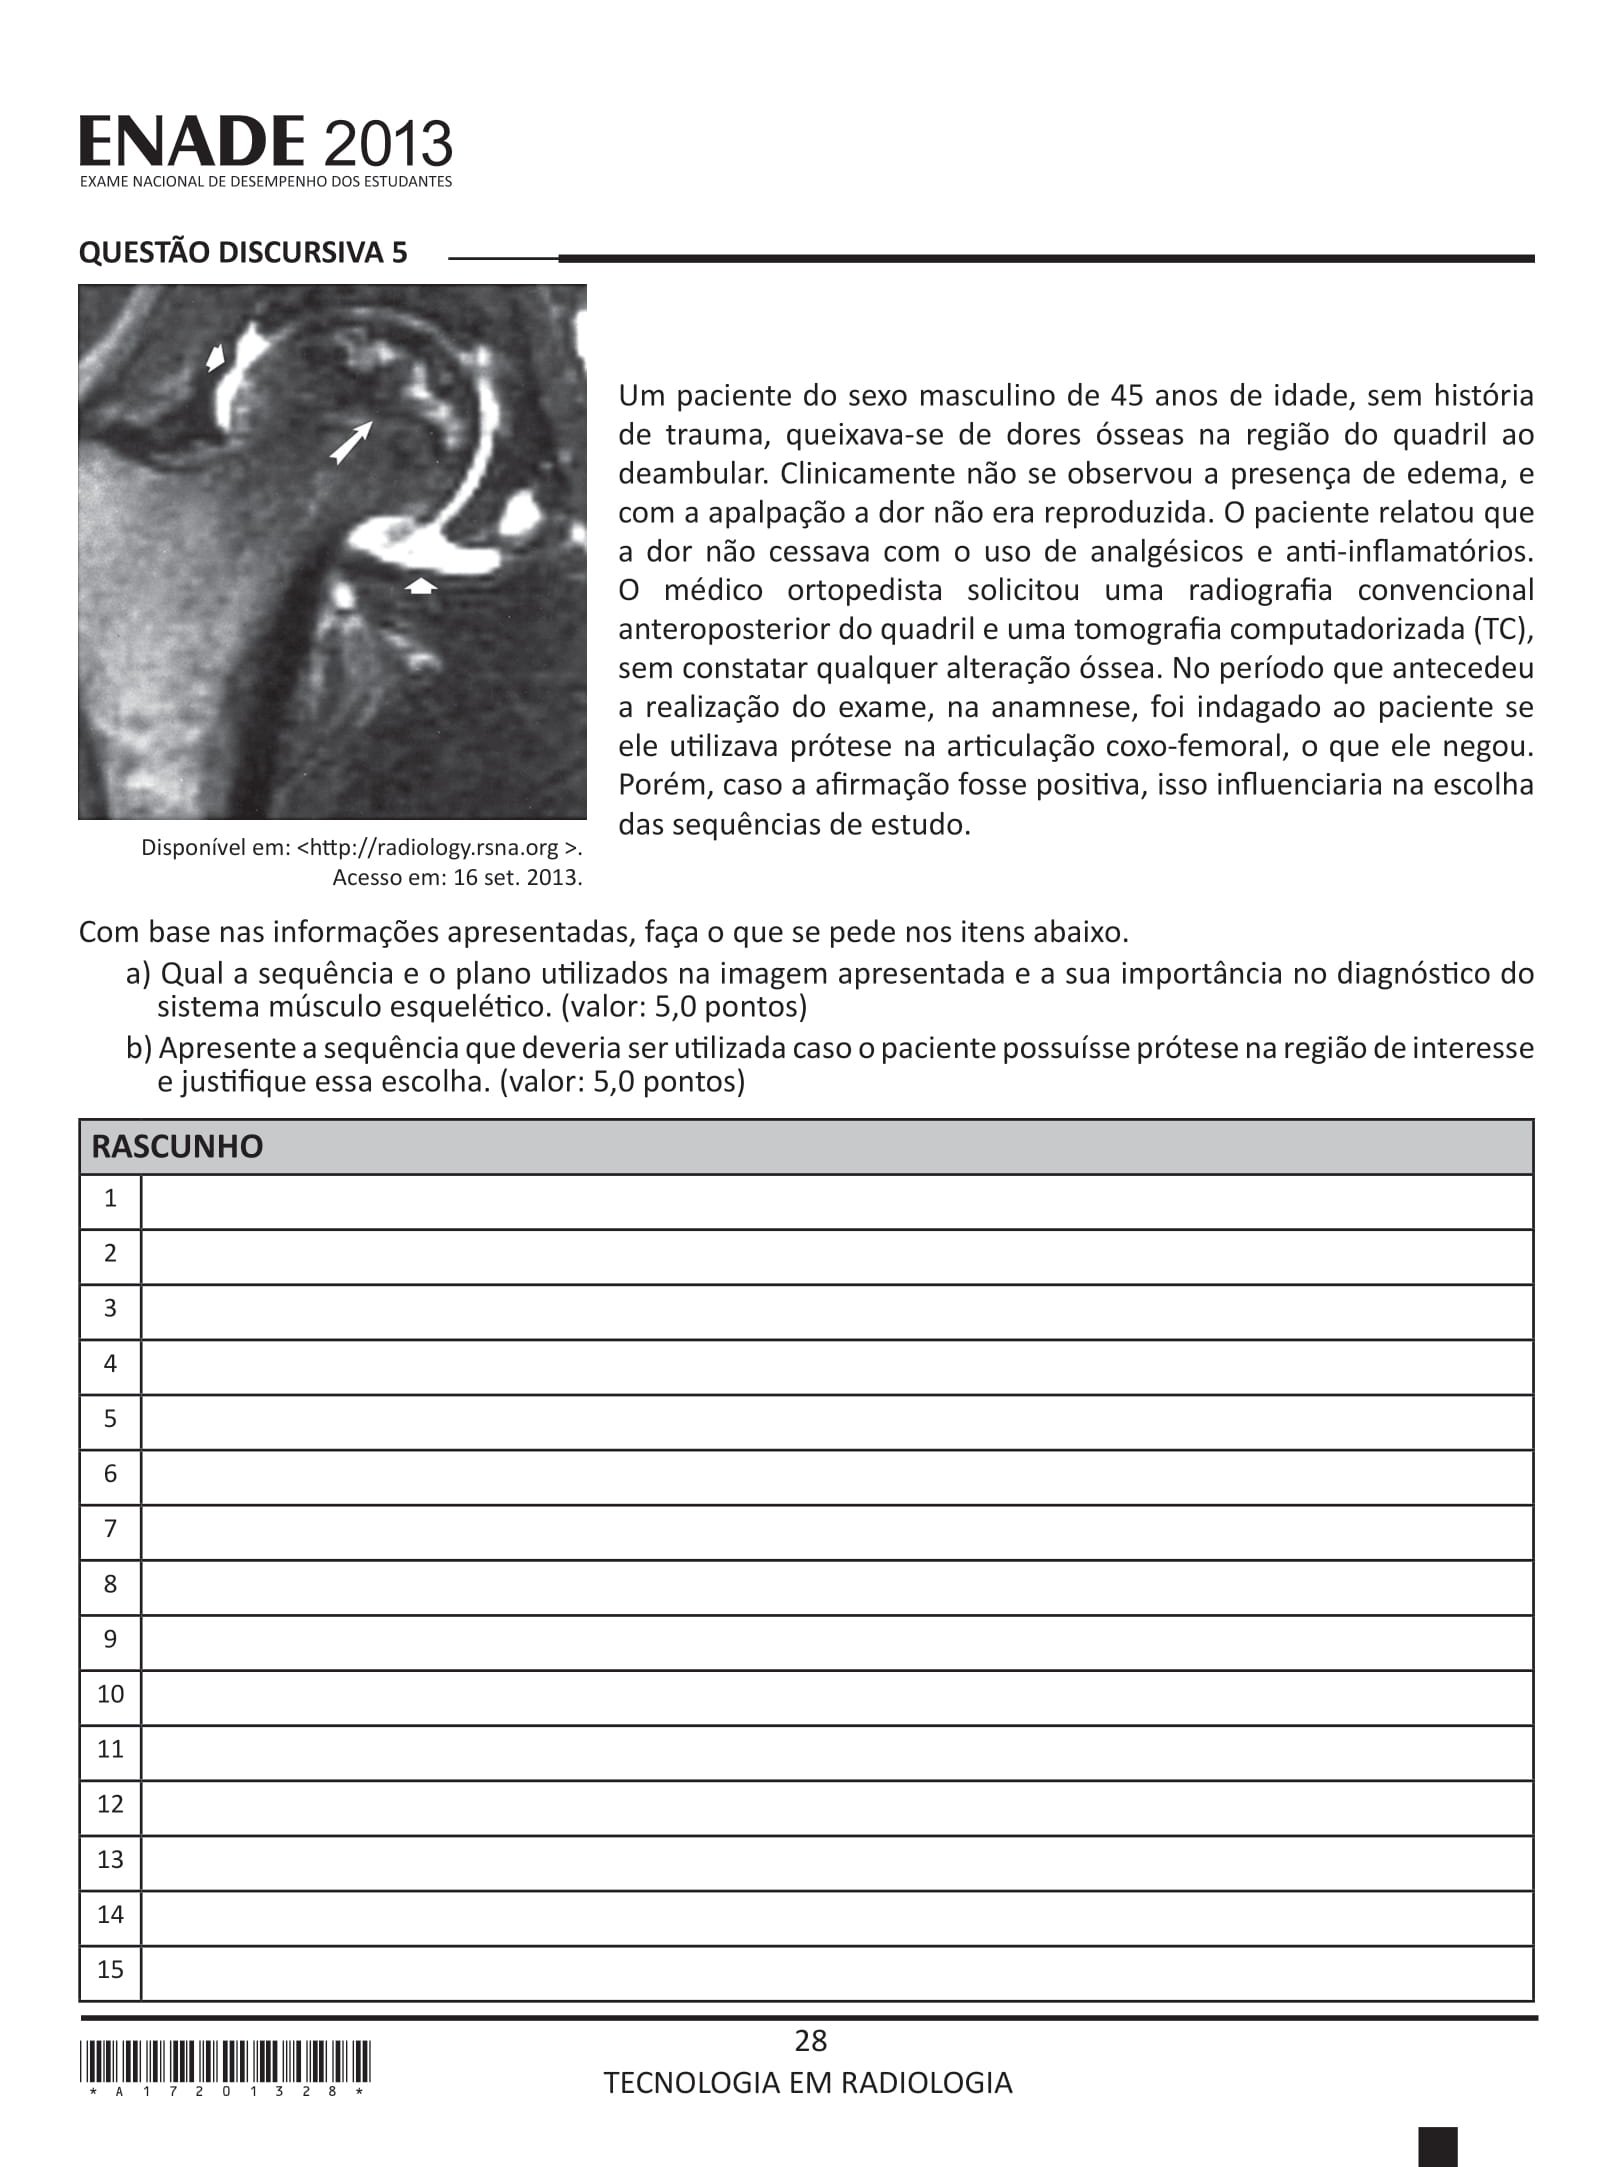 ENADE 2013
EXAME NACIONAL DE DESEMPENHO DOS ESTUDANTES
QUESTÃO DISCURSIVA 5
Um paciente do sexo masculino de 45 anos de idade, sem história
de trauma, queixava-se de dores ósseas na região do quadril ao
deambular. Clinicamente não se observou a presença de edema, e
com a apalpação a dor não era reproduzida. O paciente relatou que
a dor não cessava com o uso de analgésicos e anti-inflamatórios.
O médico ortopedista solicitou uma radiografia convencional
anteroposterior do quadril e uma tomografia computadorizada (TC),
sem constatar qualquer alteração óssea. No período que antecedeu
a realização do exame, na anamnese, foi indagado ao paciente se
ele utilizava prótese na articulação coxo-femoral, o que ele negou.
Porém, caso a afirmação fosse positiva, isso influenciaria na escolha
das sequências de estudo.
Disponível em: <http://radiology.rsna.org >.
Acesso em: 16 set. 2013.
Com base nas informações apresentadas, faça o que se pede nos itens abaixo.
a) Qual a sequência e o plano utilizados na imagem apresentada e a sua importância no diagnóstico do
sistema músculo esquelético. (valor: 5,0 pontos)
b) Apresente a sequência que deveria ser utilizada caso o paciente possuísse prótese na região de interesse
e justifique essa escolha. (valor: 5,0 pontos)
RASCUNHO
1
2
3
4
5
6
7
8
9
10
11
12
13
14
15
28
TECNOLOGIA EM RADIOLOGIA
* A 1 7 2 0 1 3 2 8 *